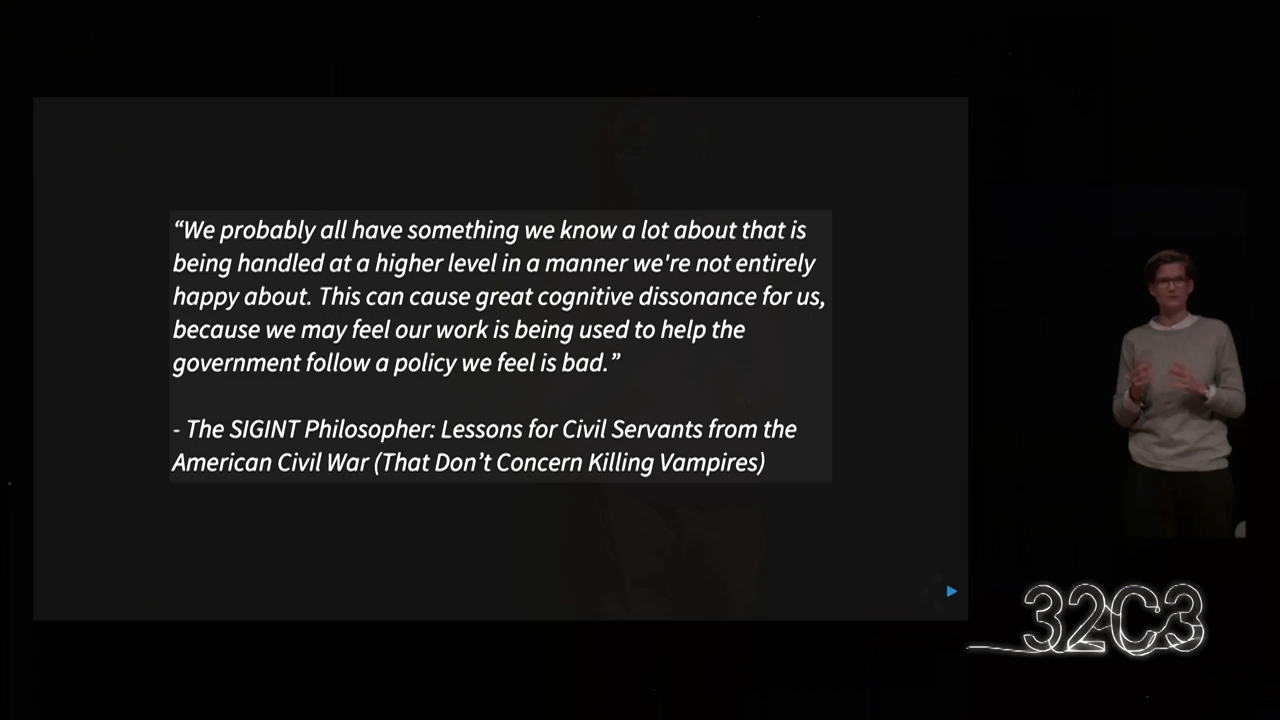 “We probably all have something we know a lot about that is
being handled at a higher level in a manner we're not entirely
happy about. This can cause great cognitive dissonance for us,
because we may feel our work is being used to help the
government follow a policy we feel is bad.”
- The SIGINT Philosopher: Lessons for Civil Servants from the
American Civil War (That Don’t Concern Killing Vampires)
32C3